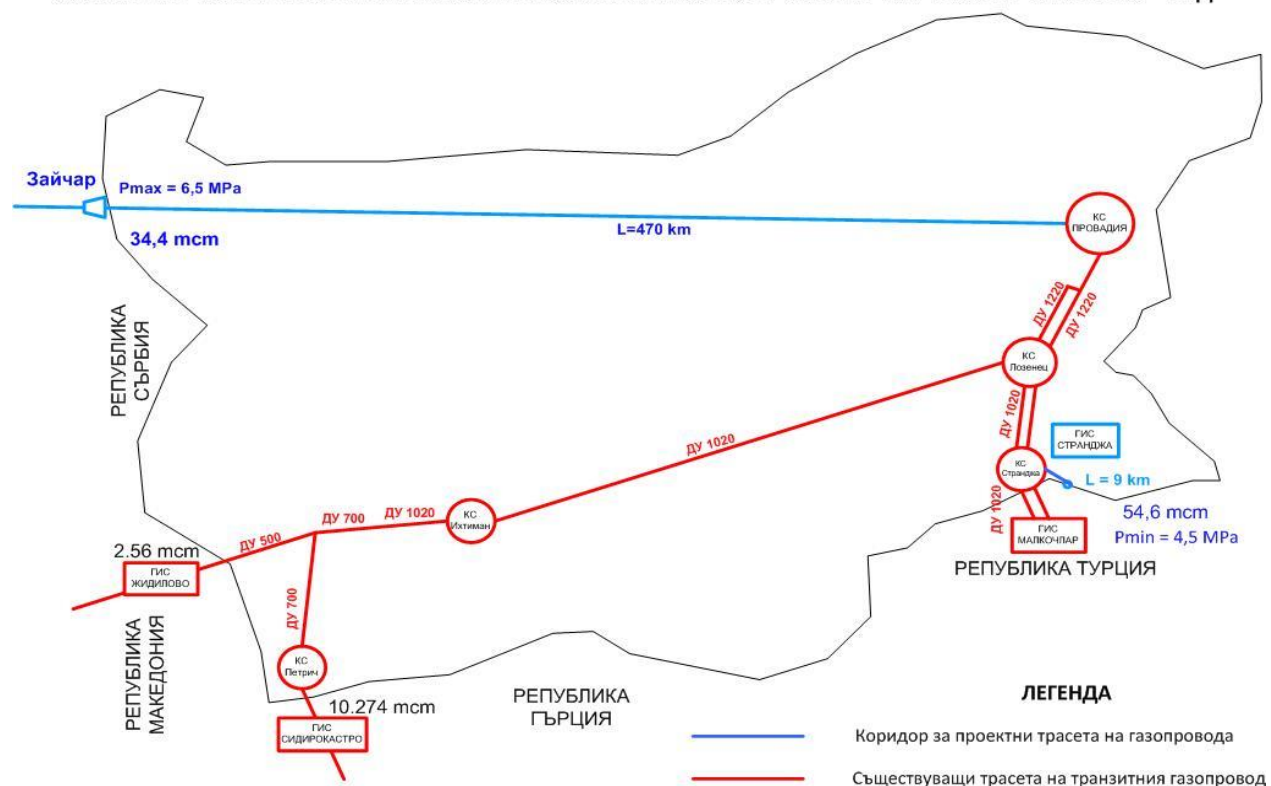 Зайчар
Pmax = 6,5 MPa
34,4 mcm
L=470 km
КС
ПРОВАДИЯ
ДУ 1220
ДУ 1220
КС
Лозенец
РЕПУБЛИКА
СЪРБИЯ
ДУ 1020
ДУ 1020
ГИС
СТРАНДЖА
КС
Странджа
L = 9 km
ДУ 1020
54,6 mcm
Pmin = 4,5 MPa
ГИС
МАЛКОЧЛАР
РЕПУБЛИКА ТУРЦИЯ
КС
Ихтиман
ДУ 1020
ДУ 700
ДУ 500
2.56 mcm
ГИС
ЖИДИЛОВО
ДУ 700
РЕПУБЛИКА
МАКЕДОНИЯ
КС
Петрич
10.274 mcm
ГИС
СИДИРОКАСТРО
РЕПУБЛИКА
ГЪРЦИЯ
ЛЕГЕНДА
Коридор за проектни трасета на газопровода
Съществуващи трасета на транзитния газопровод